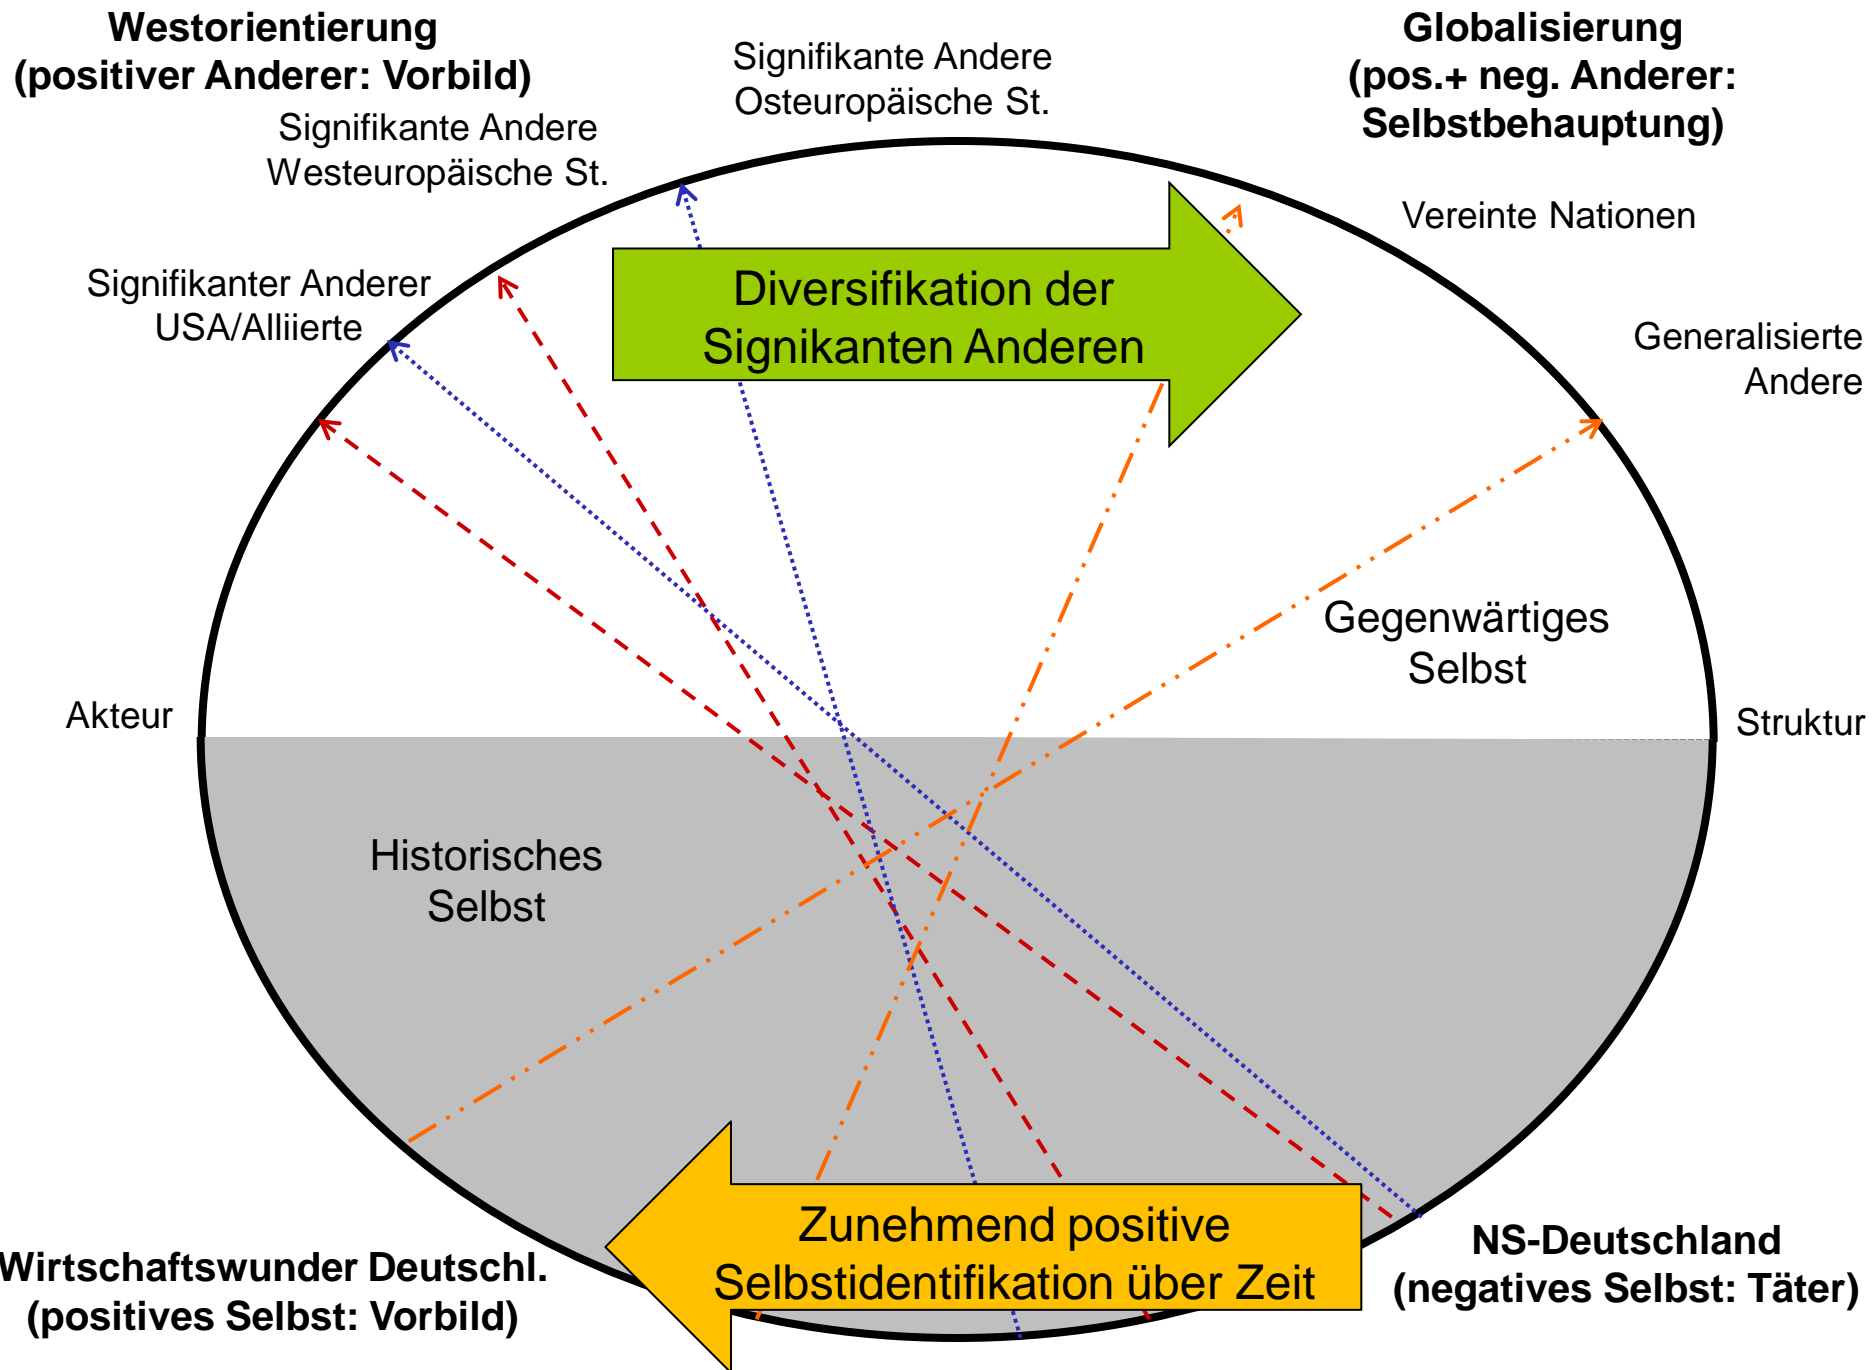 Westorientierung
(positiver Anderer: Vorbild)
Signifikante Andere
Osteuropäische St.
Globalisierung
(pos.+ neg. Anderer:
Selbstbehauptung)
Signifikante Andere
Westeuropäische St.
Vereinte Nationen
Signifikanter Anderer
USA/Alliierte
Diversifikation der
Signikanten Anderen
Generalisierte
Andere
Gegenwärtiges
Selbst
Akteur
Struktur
Historisches
Selbst
Zunehmend positive
Selbstidentifikation über Zeit
Wirtschaftswunder Deutschl.
(positives Selbst: Vorbild)
NS-Deutschland
(negatives Selbst: Täter)